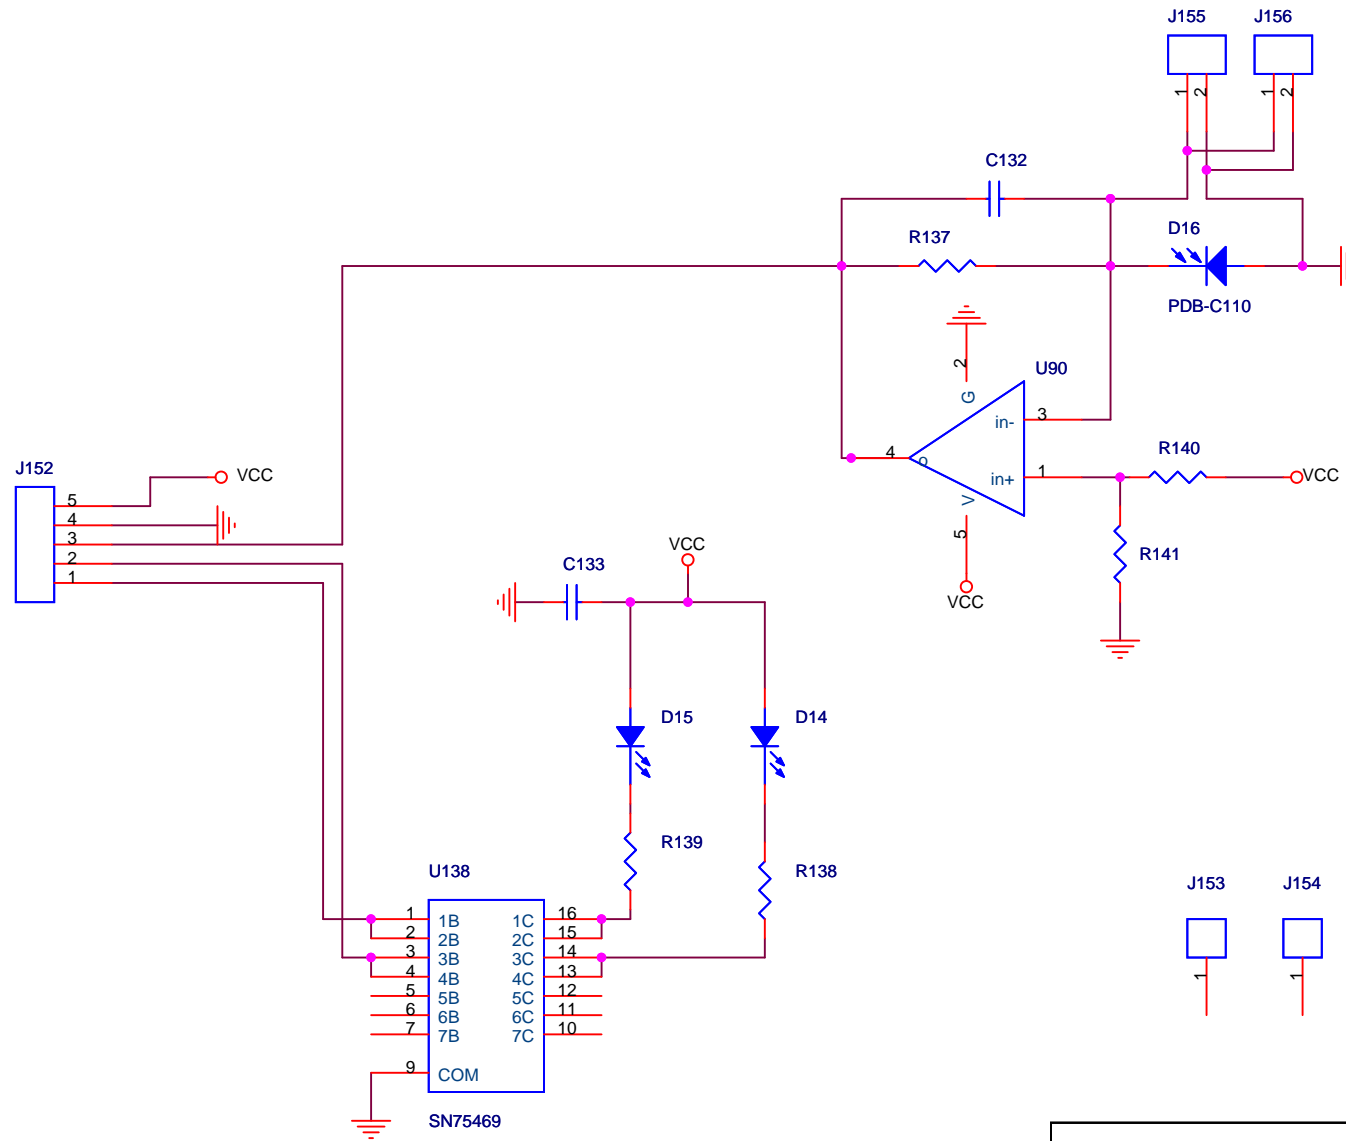 J155 J156
1 2 1 2
C132
R137
D16
PDB-C110
2
G
U90
in- 3
4 o
in+ 1
R140
VCC
V
5
VCC
R141
J152
5
4
3
2
1
VCC
VCC
C133
D15
D14
R139
R138
U138
1 1B 1C 16
2 2B 2C 15
3 3B 3C 14
4 4B 4C 13
5 5B 5C 12
6 6B 6C 11
7 7B 7C 10
9 COM
SN75469
J153 J154
1 1